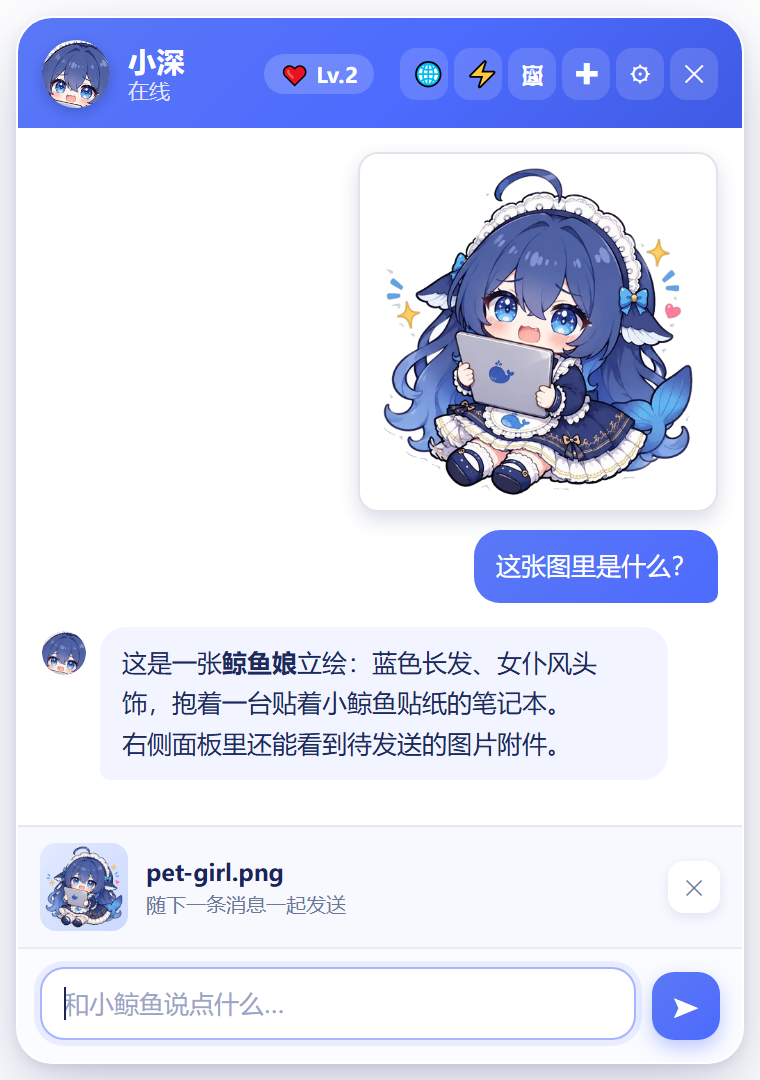 小深
在线
Lv.2
这张图里是什么？
这是一张鲸鱼娘立绘：蓝色长发、女仆风头
饰，抱着一台贴着小鲸鱼贴纸的笔记本。
右侧面板里还能看到待发送的图片附件。
pet-girl.png
随下一条消息一起发送
和小鲸鱼说点什么...